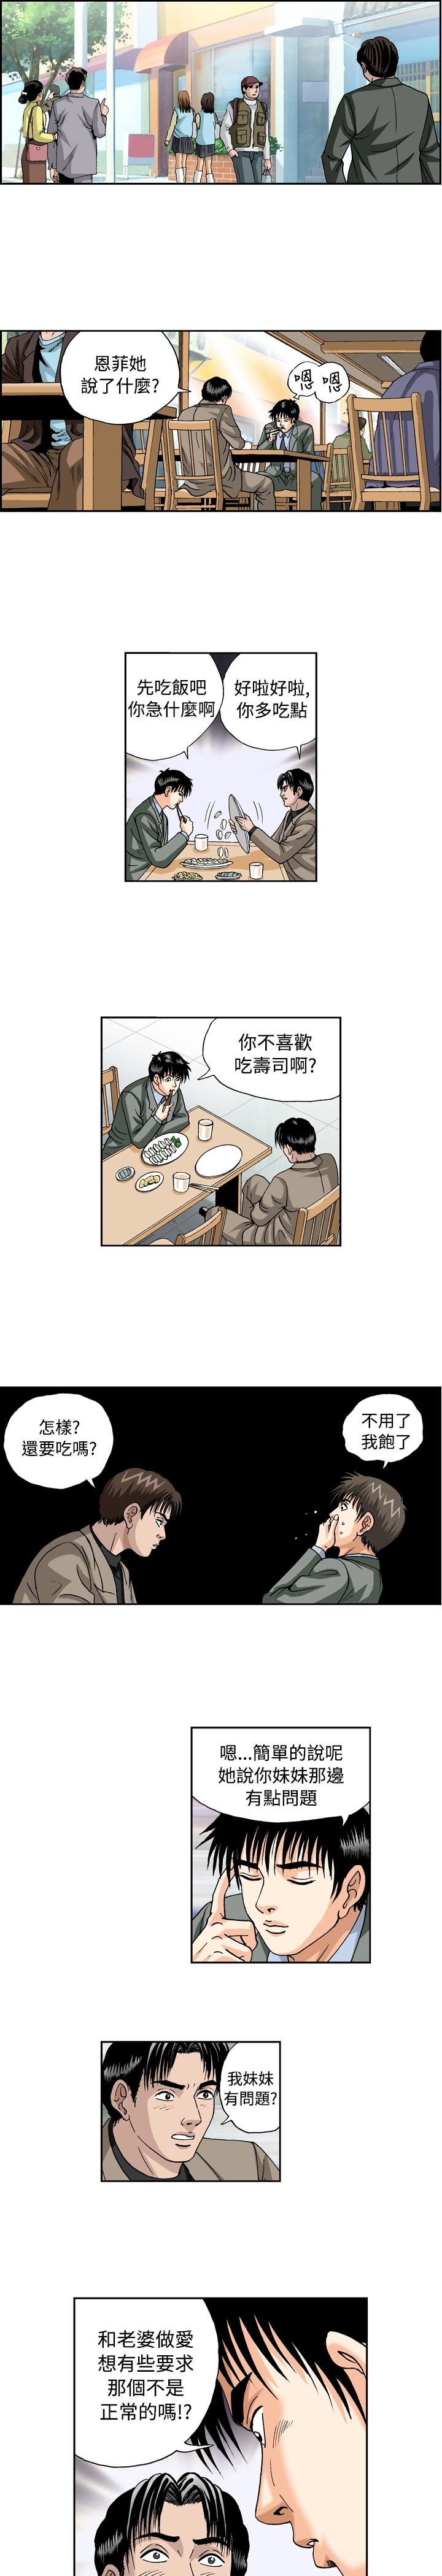 恩菲她
說了什麼?
嗯 嗯
先吃飯吧
你急什麼啊
好啦好啦,
你多吃點
你不喜歡
吃壽司啊?
怎樣?
還要吃嗎?
不用了
我飽了
嗯...簡單的說呢
她說你妹妹那邊
有點問題
我妹妹
有問題?
和老婆做愛
想有些要求
那個不是
正常的嗎!?